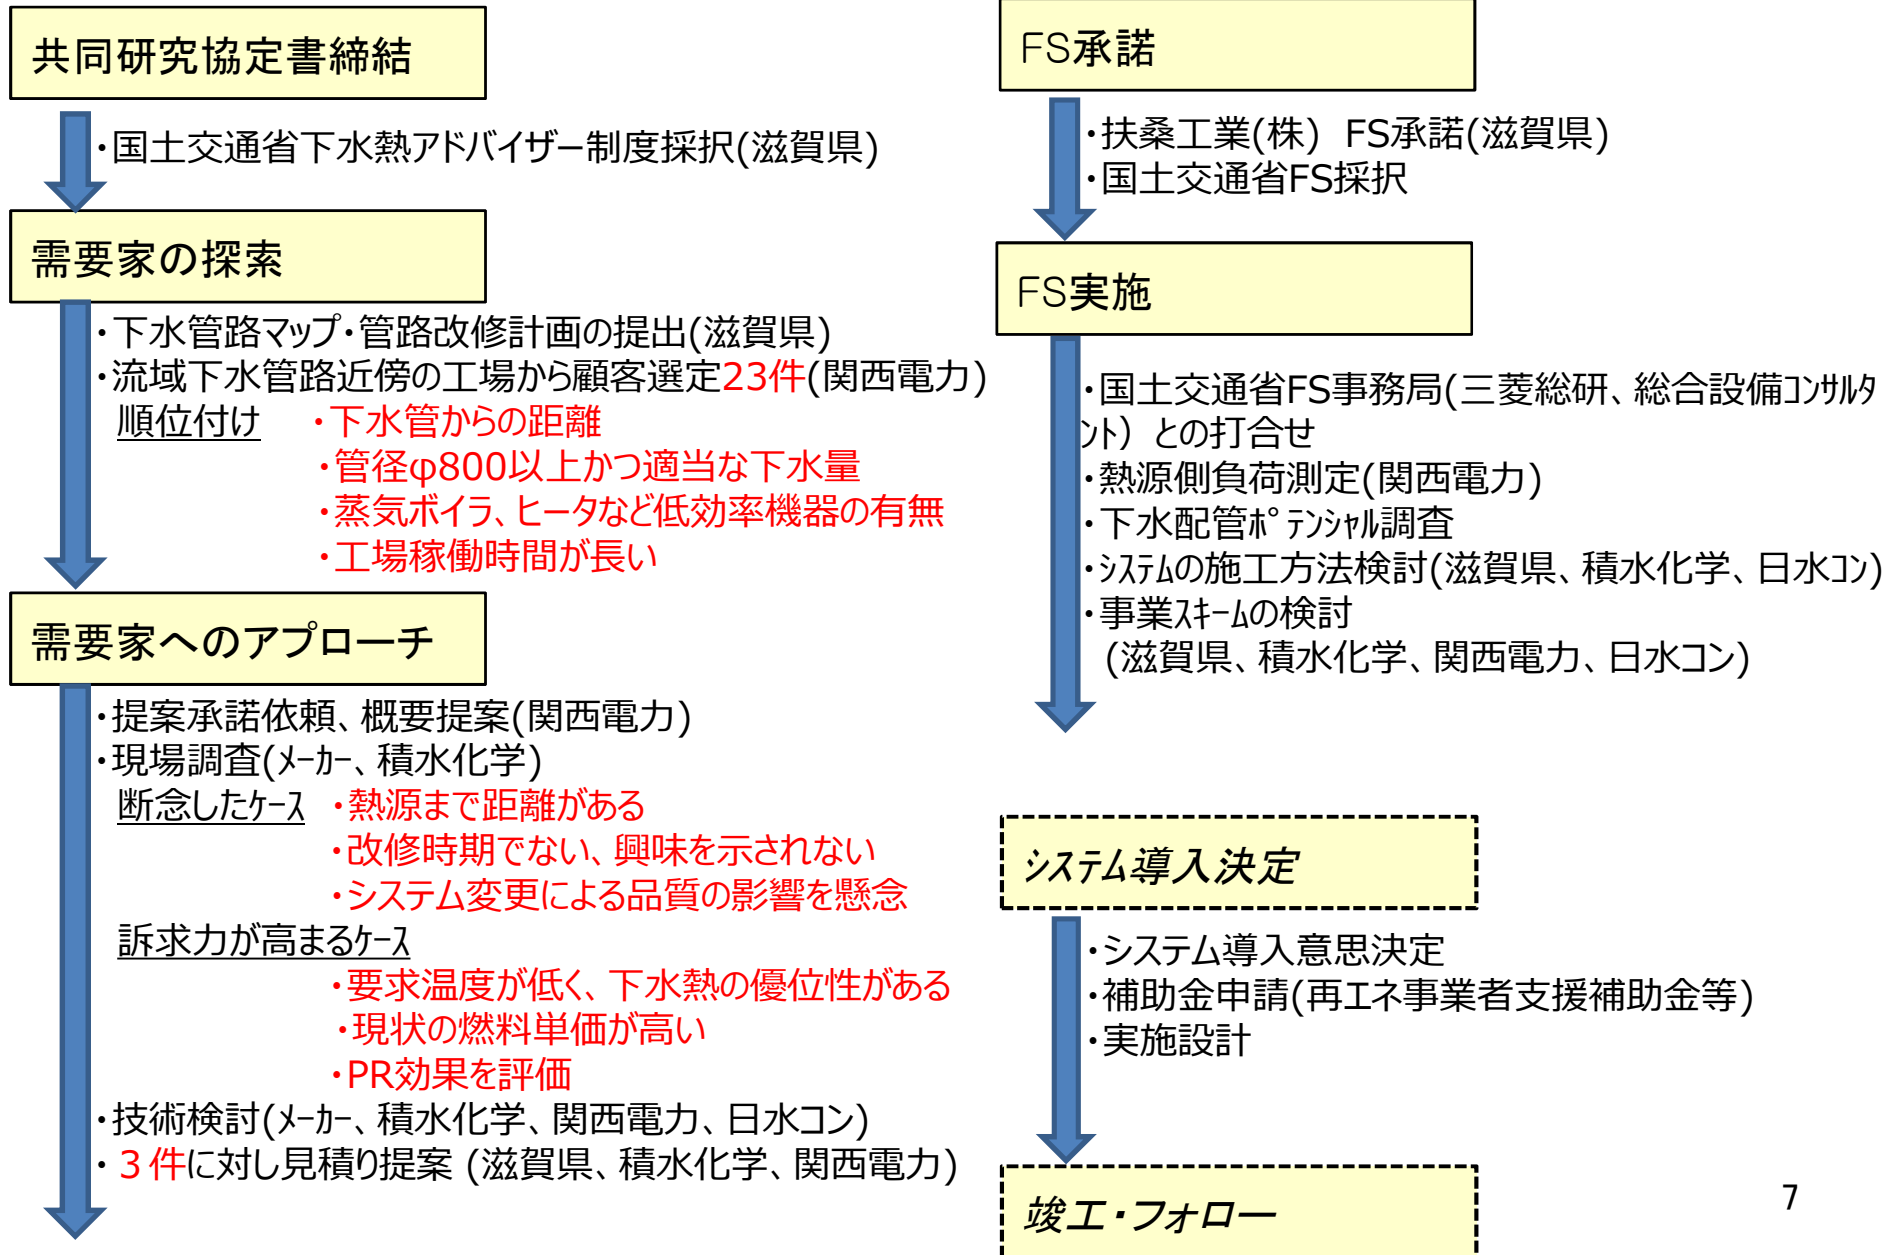 共同研究協定書締結
・国土交通省下水熱アドバイザー制度採択(滋賀県)
需要家の探索
・下水管路マップ・管路改修計画の提出(滋賀県)
・流域下水管路近傍の工場から顧客選定23件(関西電力)
順位付け ・下水管からの距離
・管径φ800以上かつ適当な下水量
・蒸気ボイラ、ヒータなど低効率機器の有無
・工場稼働時間が長い
需要家へのアプローチ
・提案承諾依頼、概要提案(関西電力)
・現場調査(ﾒｰｶｰ、積水化学)
断念したｹｰｽ ・熱源まで距離がある
・改修時期でない、興味を示されない
・システム変更による品質の影響を懸念
訴求力が高まるｹｰｽ
・要求温度が低く、下水熱の優位性がある
・現状の燃料単価が高い
・PR効果を評価
・技術検討(ﾒｰｶｰ、積水化学、関西電力、日水コン)
・３件に対し見積り提案 (滋賀県、積水化学、関西電力)
FS承諾
・扶桑工業(株) FS承諾(滋賀県)
・国土交通省FS採択
FS実施
・国土交通省FS事務局(三菱総研、総合設備ｺﾝｻﾙﾀ
ﾝﾄ）との打合せ
・熱源側負荷測定(関西電力)
・下水配管ﾎﾟﾃﾝｼｬﾙ調査
・ｼｽﾃﾑの施工方法検討(滋賀県、積水化学、日水ｺﾝ)
・事業ｽｷｰﾑの検討
(滋賀県、積水化学、関西電力、日水コン)
ｼｽﾃﾑ導入決定
・システム導入意思決定
・補助金申請(再エネ事業者支援補助金等)
・実施設計
竣工・フォロー
7